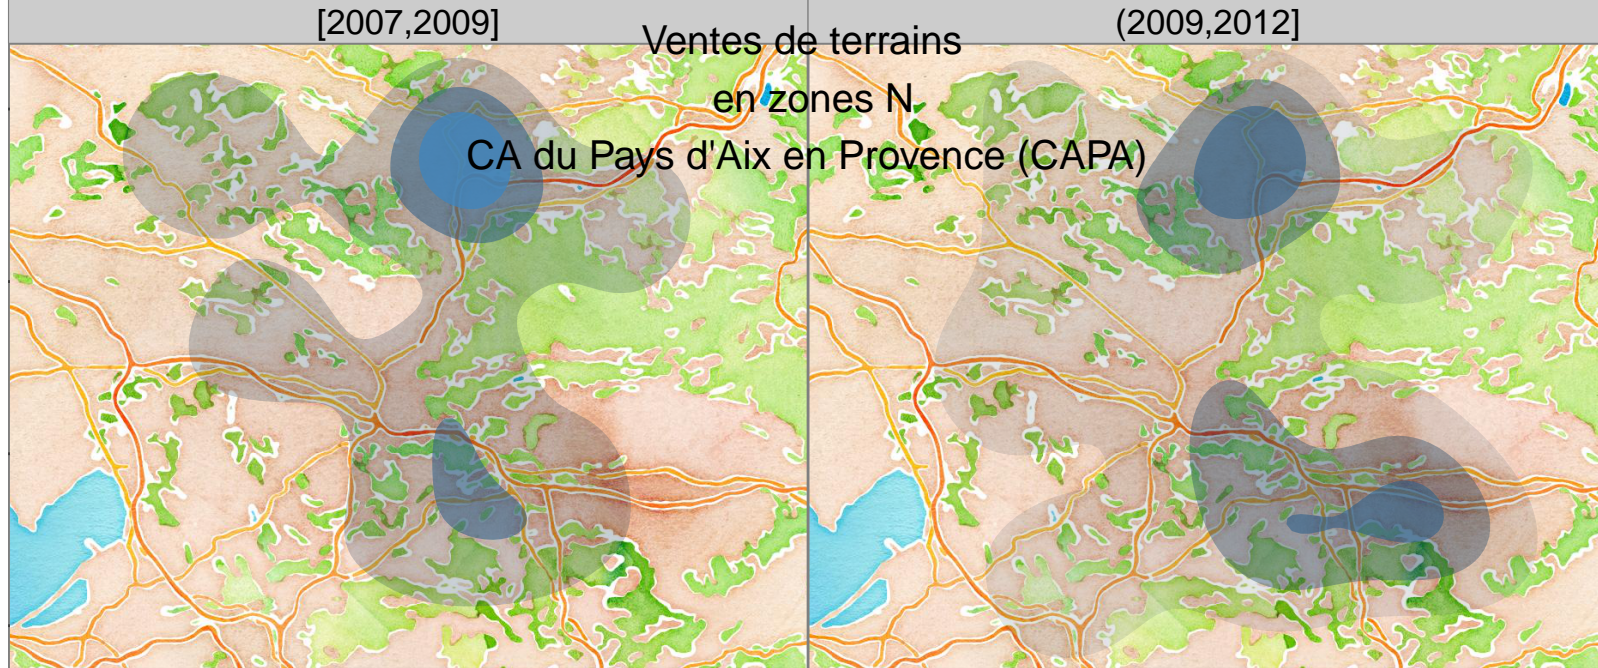 [2007,2009]
(2009,2012]
Ventes de terrains
en zones N
CA du Pays d'Aix en Provence (CAPA)